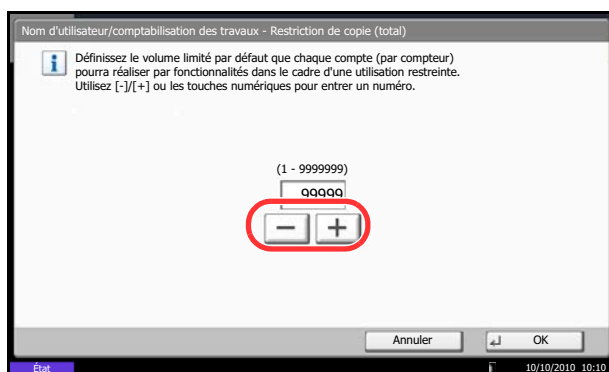 Nom d'utilisateur/comptabilisation des travaux - Restriction de copie (total)
Définissez le volume limité par défaut que chaque compte (par compteur)
pourra réaliser par fonctionnalités dans le cadre d'une utilisation restreinte.
Utilisez [-]/[+] ou les touches numériques pour entrer un numéro.
(1 - 9999999)
99999
- +
Annuler OK
État 10/10/2010 10:10